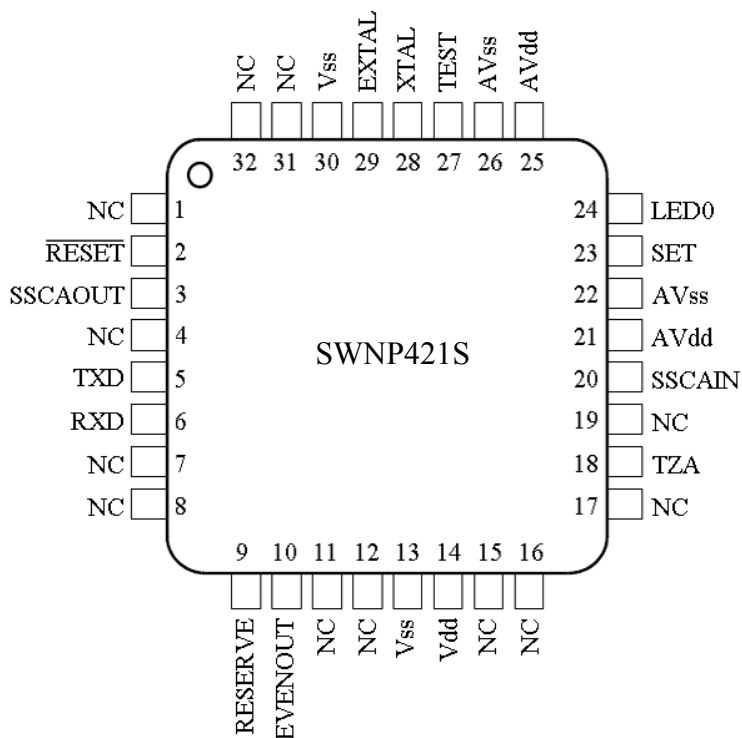 NC
NC
Vss
EXTAL
XTAL
TEST
AVss
AVdd
32 31 30 29 28 27 26 25
NC 1
RESET 2
SSCAOUT 3
NC 4
TXD 5
RXD 6
NC 7
NC 8
SWNP421S
24 LED0
23 SET
22 AVss
21 AVdd
20 SSCAIN
19 NC
18 TZA
17 NC
9 10 11 12 13 14 15 16
RESERVE
EVENOUT
NC
NC
Vss
Vdd
NC
NC